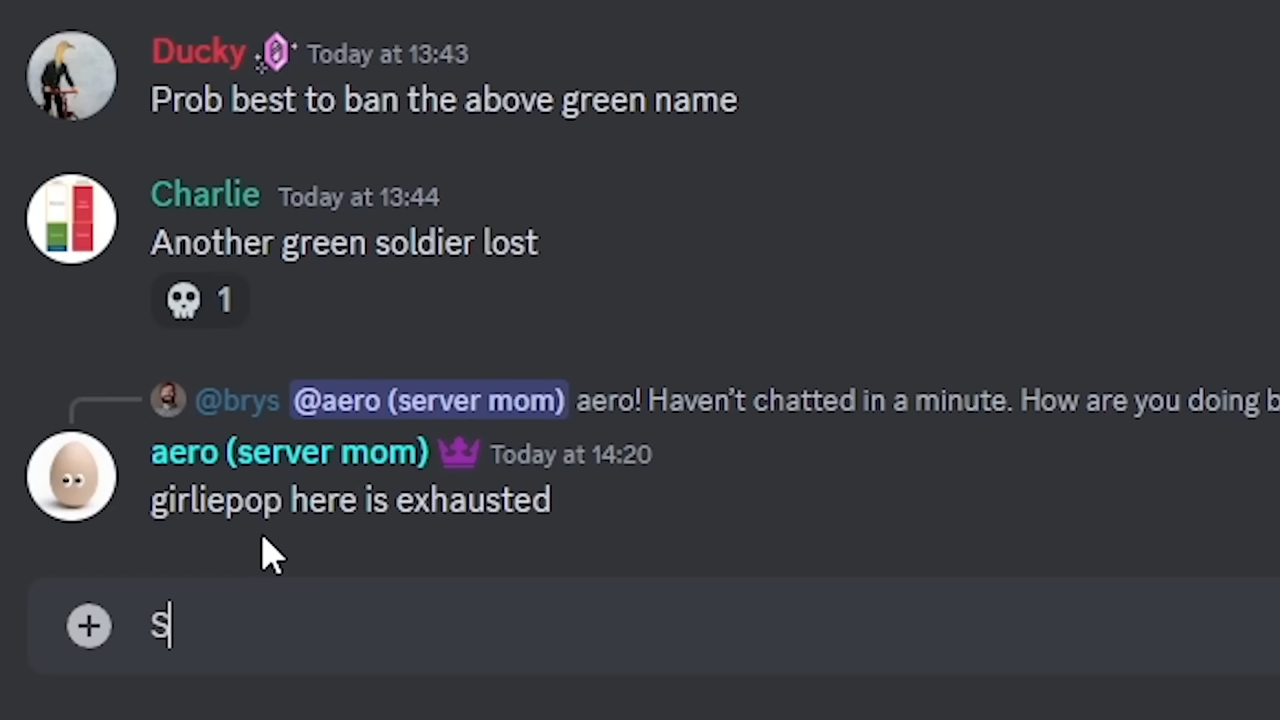 Ducky Today at 13:43
Prob best to ban the above green name
Charlie Today at 13:44
Another green soldier lost
1
@brys @aero (server mom) aero! Haven't chatted in a minute. How are you doing b
aero (server mom) Today at 14:20
girliepop here is exhausted
S